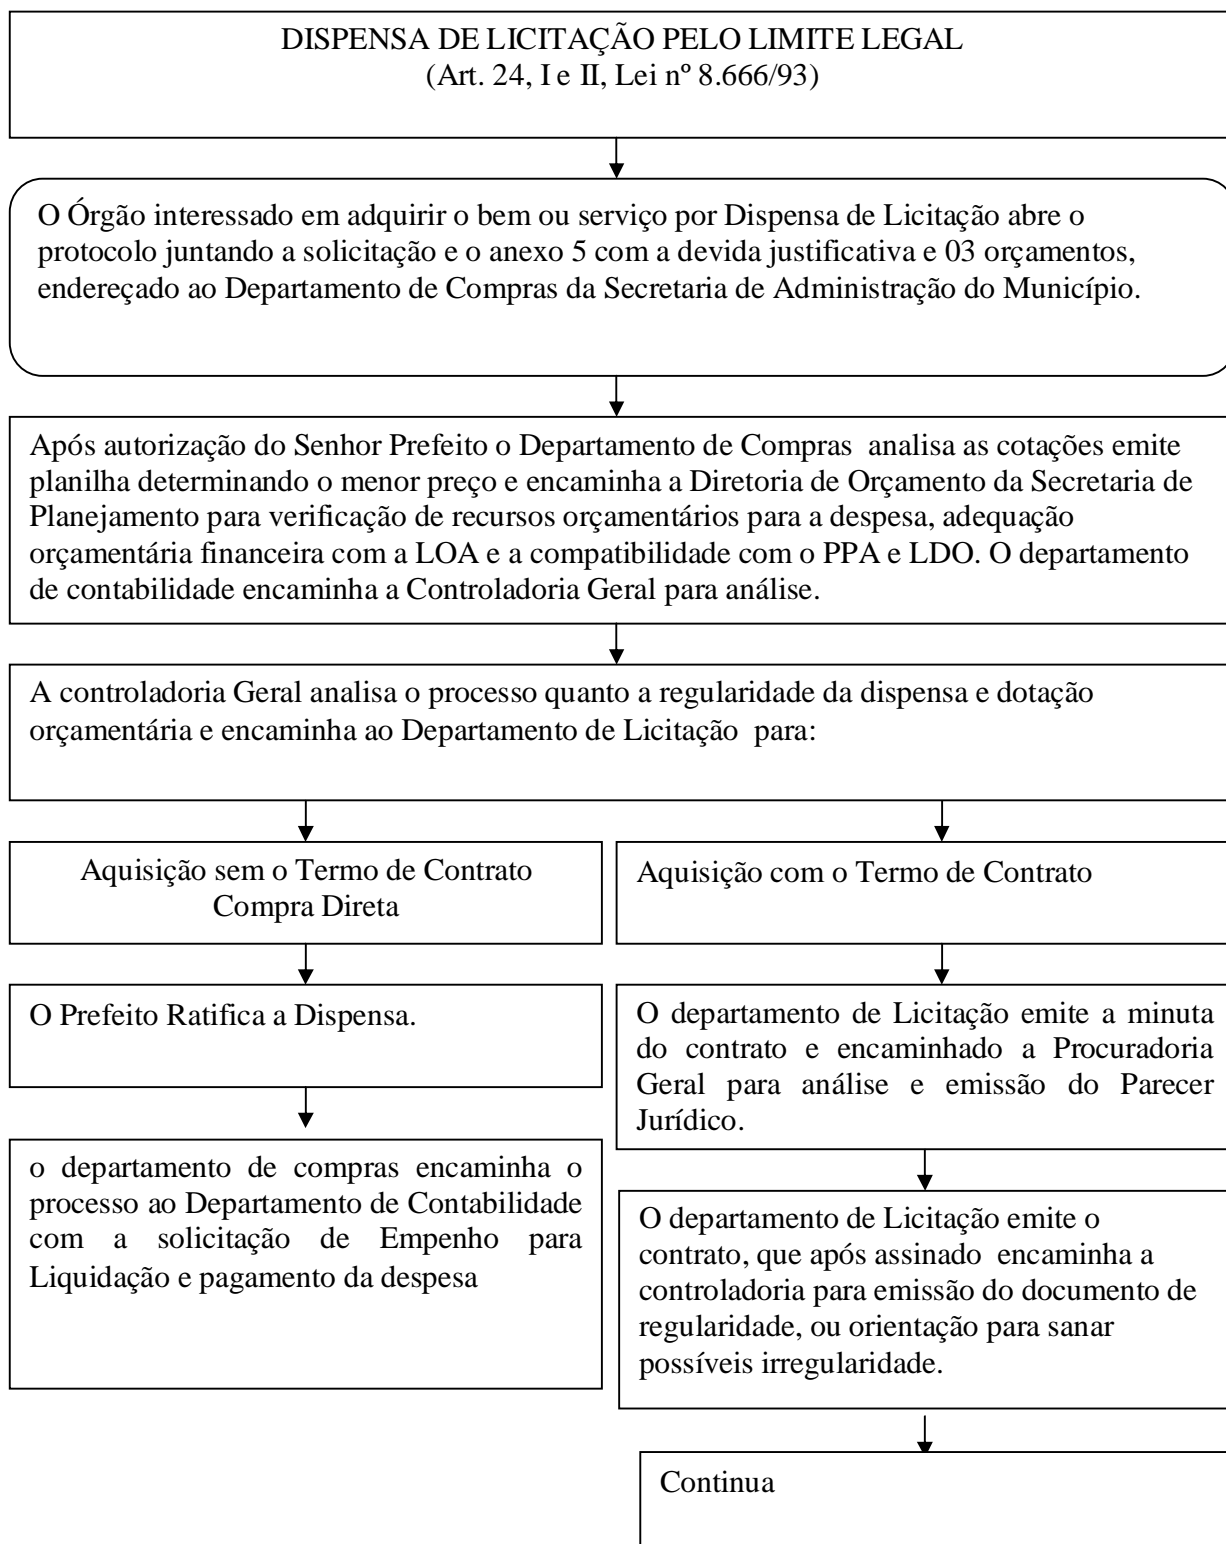 DISPENSA DE LICITAÇÃO PELO LIMITE LEGAL
(Art. 24, I e II, Lei nº 8.666/93)
O Órgão interessado em adquirir o bem ou serviço por Dispensa de Licitação abre o
protocolo juntando a solicitação e o anexo 5 com a devida justificativa e 03 orçamentos,
endereçado ao Departamento de Compras da Secretaria de Administração do Município.
Após autorização do Senhor Prefeito o Departamento de Compras analisa as cotações emite
planilha determinando o menor preço e encaminha a Diretoria de Orçamento da Secretaria de
Planejamento para verificação de recursos orçamentários para a despesa, adequação
orçamentária financeira com a LOA e a compatibilidade com o PPA e LDO. O departamento
de contabilidade encaminha a Controladoria Geral para análise.
A controladoria Geral analisa o processo quanto a regularidade da dispensa e dotação
orçamentária e encaminha ao Departamento de Licitação para:
Aquisição sem o Termo de Contrato
Compra Direta
O Prefeito Ratifica a Dispensa.
o departamento de compras encaminha o
processo ao Departamento de Contabilidade
com a solicitação de Empenho para
Liquidação e pagamento da despesa
Aquisição com o Termo de Contrato
O departamento de Licitação emite a minuta
do contrato e encaminhado a Procuradoria
Geral para análise e emissão do Parecer
Jurídico.
O departamento de Licitação emite o
contrato, que após assinado encaminha a
controladoria para emissão do documento de
regularidade, ou orientação para sanar
possíveis irregularidade.
Continua